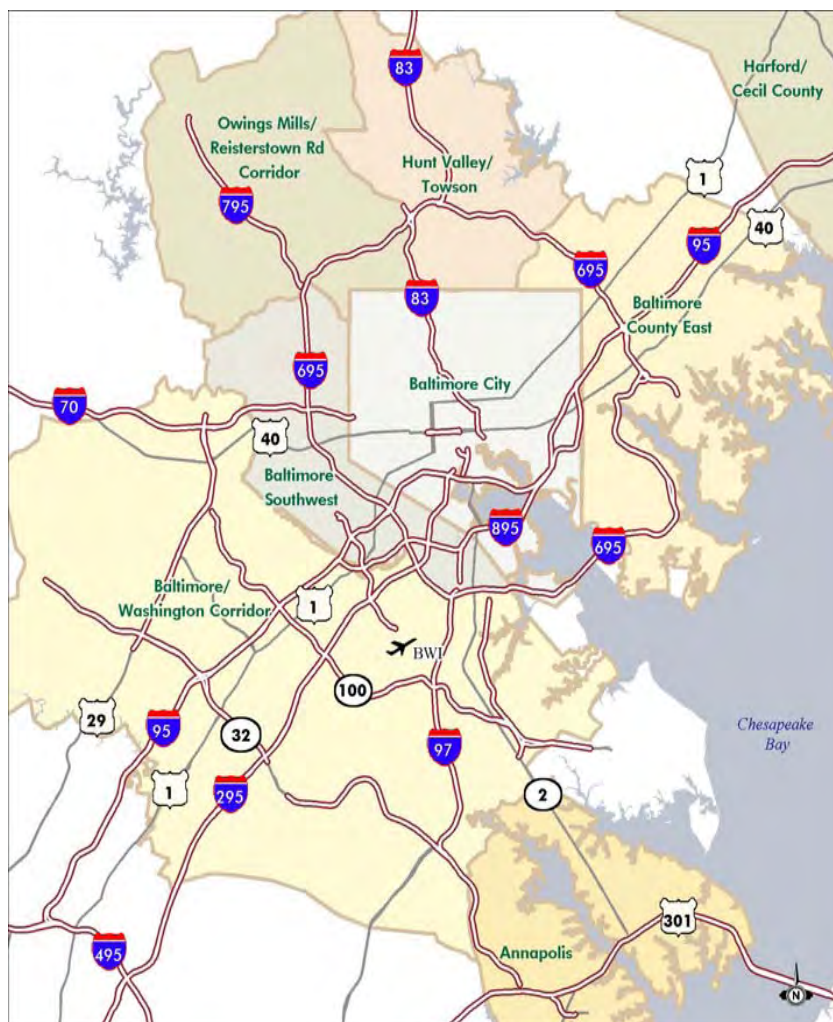 83
Harford/
Cecil County
Owings Mills/
Reisterstown Rd
Corridor
Hunt Valley/
Towson
1
795
40
95
695
83
Baltimore
County East
695
Baltimore City
70
40
Baltimore
Southwest
895
695
Baltimore/
Washington Corridor
1
BWI
100
29
95
32
97
Chesapeake
Bay
1
295
2
301
495
Annapolis
N